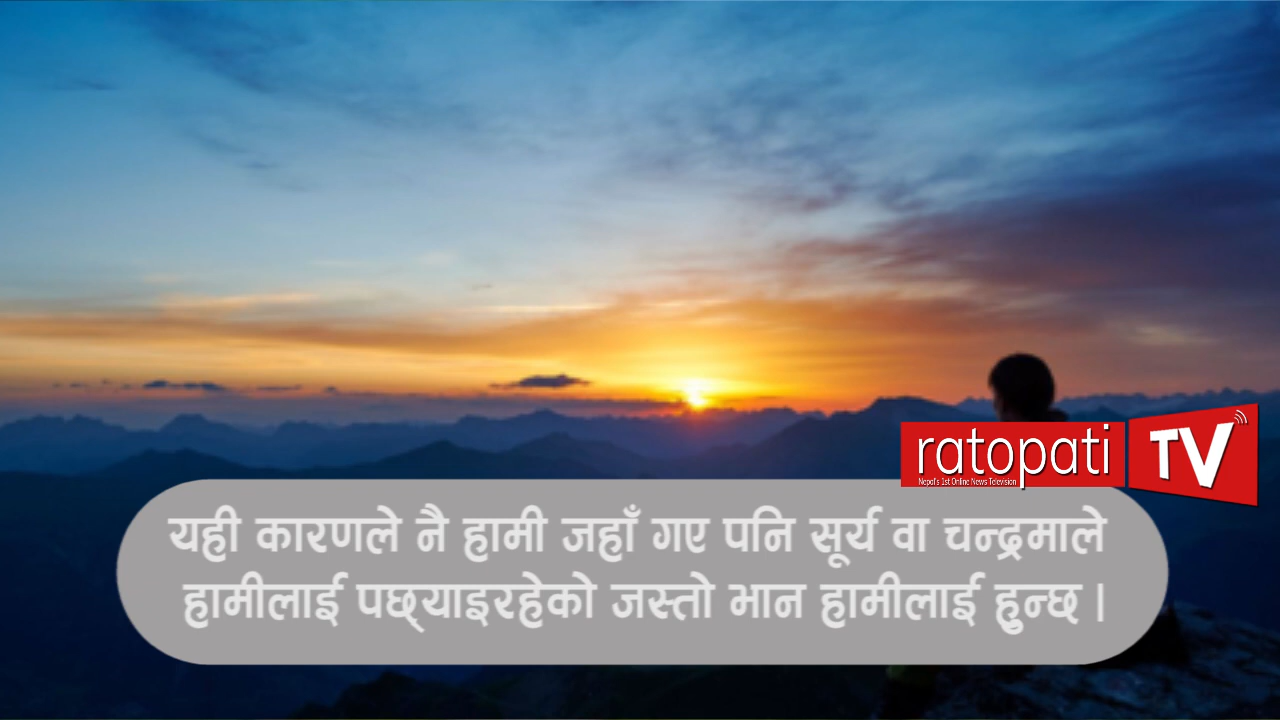 ratopati TV
Nepal's 1st Online News Television
यही कारणले नै हामी जहाँ गए पनि सूर्य वा चन्द्रमाले
हामीलाई पछ्याइरहेको जस्तो भान हामीलाई हुन्छ ।